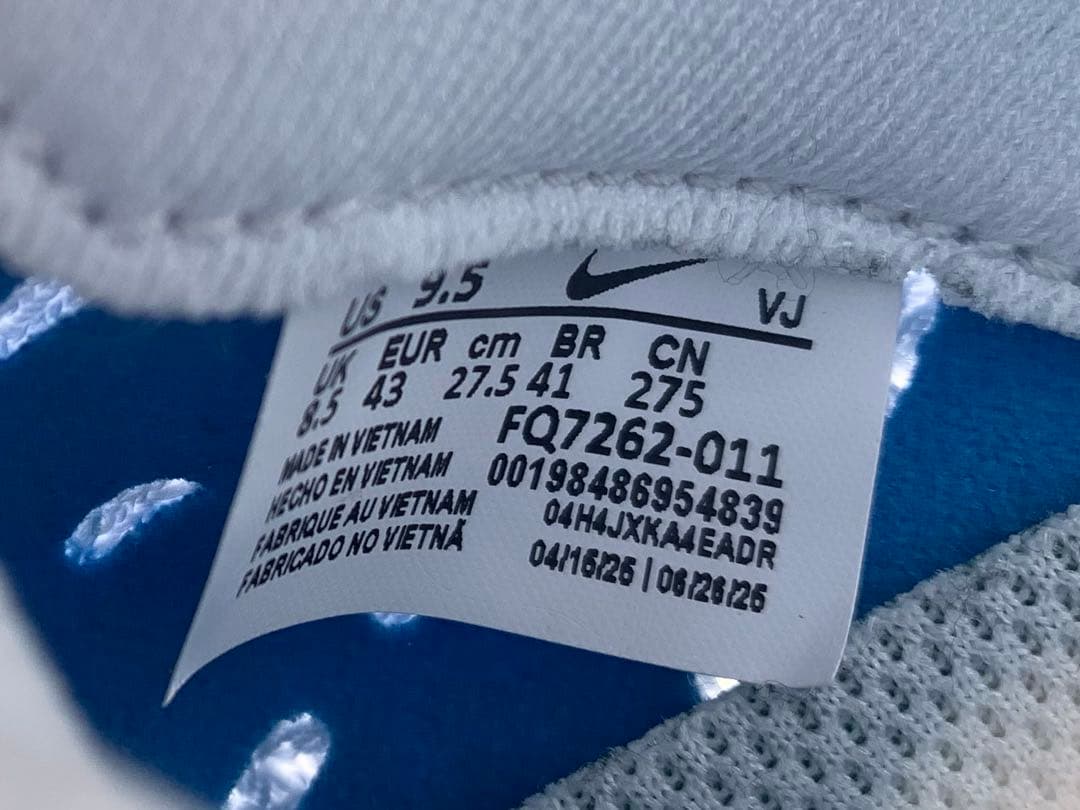 US 9.5 VJ
UK EUR cm BR CN
8.5 43 27.5 41 275
FQ7262-011
MADE IN VIETNAM
HECHO EN VIETNAM
FABRIQUE AU VIETNAM
FABRICADO NO VIETNÃ
00198486954839
04H4JXKA4EADR
04/16/25 | 06/26/25